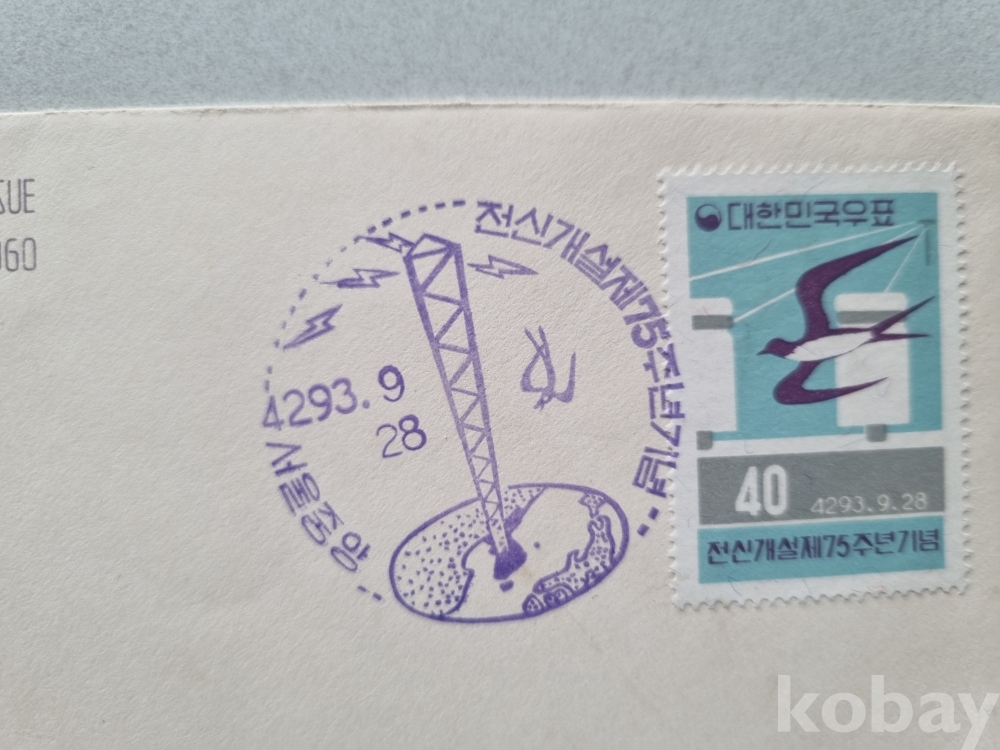 SUE
960
전신개설제75주년기념
4293.9
28
서울중앙
대한민국우표
40
4293.9.28
전신개설제75주년기념
kobay